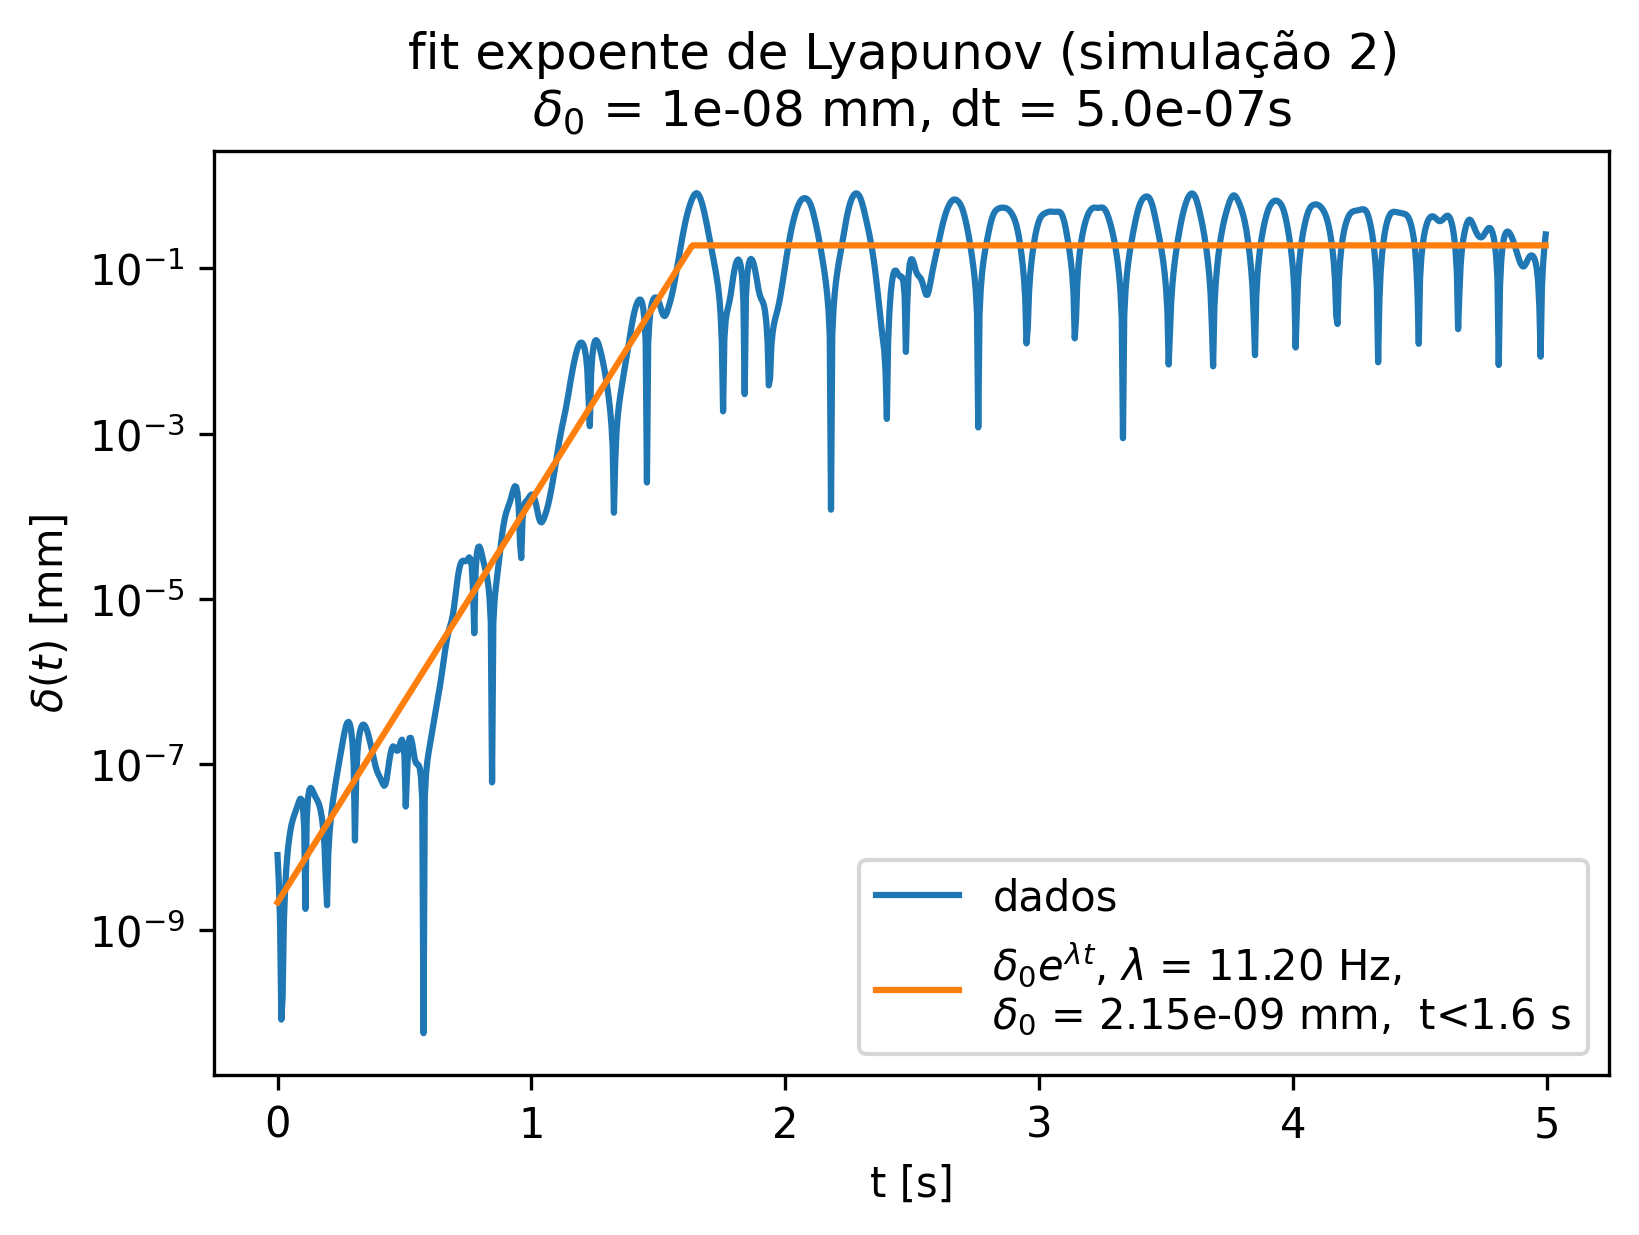 fit expoente de Lyapunov (simulação 2)
δ₀ = 1e-08 mm, dt = 5.0e-07s
δ(t) [mm]
10⁻¹
10⁻³
10⁻⁵
10⁻⁷
10⁻⁹
dados
δ₀e^{λt}, λ = 11.20 Hz,
δ₀ = 2.15e-09 mm,  t<1.6 s
0 1 2 3 4 5
t [s]